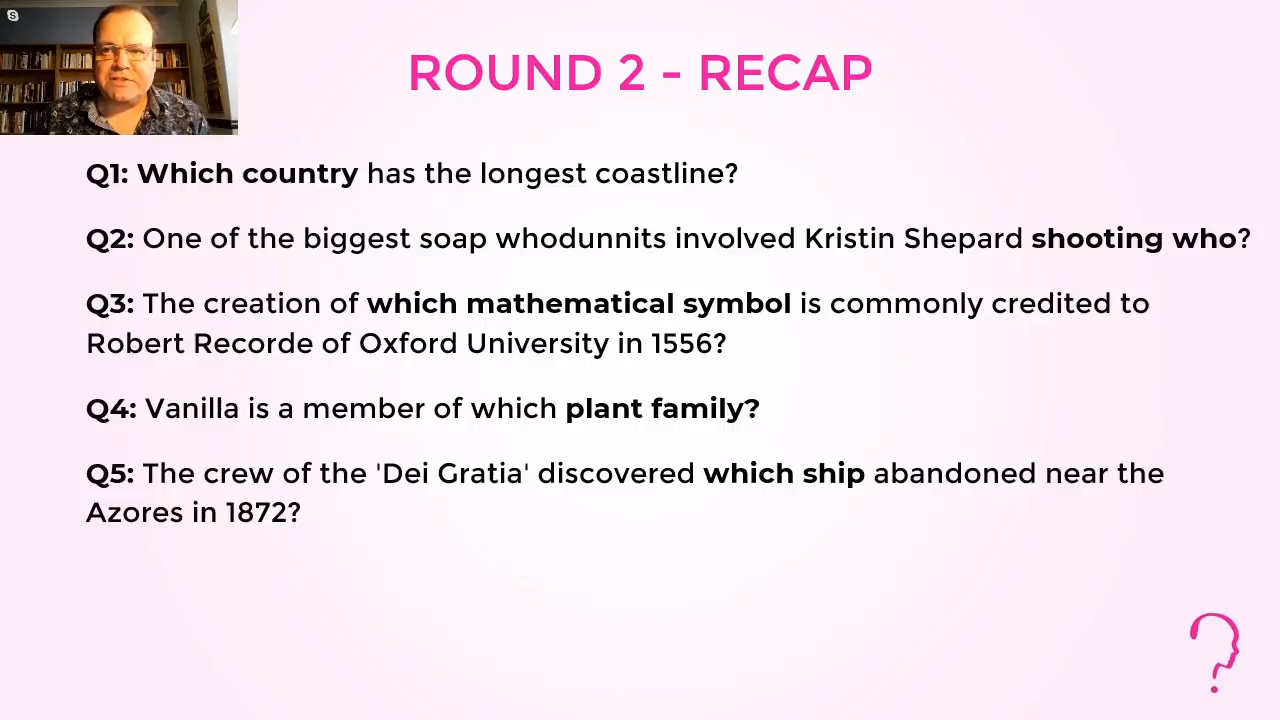 ROUND 2 - RECAP
Q1: Which country has the longest coastline?
Q2: One of the biggest soap whodunnits involved Kristin Shepard shooting who?
Q3: The creation of which mathematical symbol is commonly credited to
Robert Recorde of Oxford University in 1556?
Q4: Vanilla is a member of which plant family?
Q5: The crew of the 'Dei Gratia' discovered which ship abandoned near the
Azores in 1872?